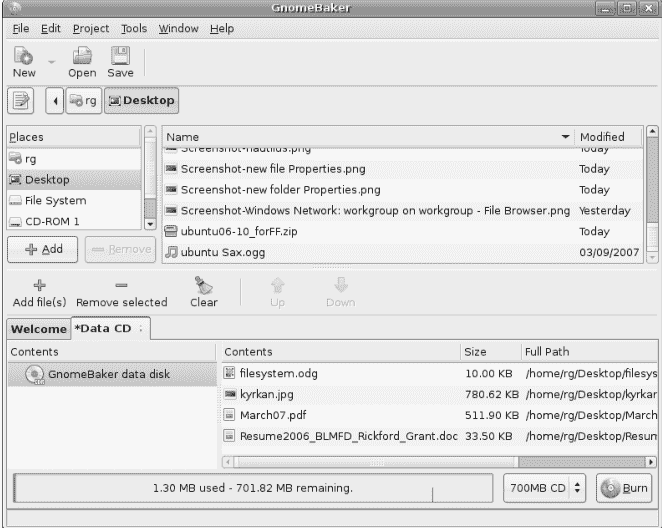 GnomeBaker
File Edit Project Tools Window Help
New Open Save
rg Desktop
Places
rg
Desktop
File System
CD-ROM 1
Add Remove
Name Modified
Screenshot-nautilus.png Today
Screenshot-new file Properties.png Today
Screenshot-new folder Properties.png Today
Screenshot-Windows Network: workgroup on workgroup - File Browser.png Yesterday
ubuntu06-10_forFF.zip Today
ubuntu Sax.ogg 03/09/2007
Add file(s) Remove selected Clear Up Down
Welcome *Data CD
Contents
GnomeBaker data disk
Contents Size Full Path
filesystem.odg 10.00 KB /home/rg/Desktop/filesys
kyrkan.jpg 780.62 KB /home/rg/Desktop/kyrkar
March07.pdf 511.90 KB /home/rg/Desktop/March
Resume2006_BLMFD_Rickford_Grant.doc 33.50 KB /home/rg/Desktop/Resum
1.30 MB used - 701.82 MB remaining. 700MB CD Burn